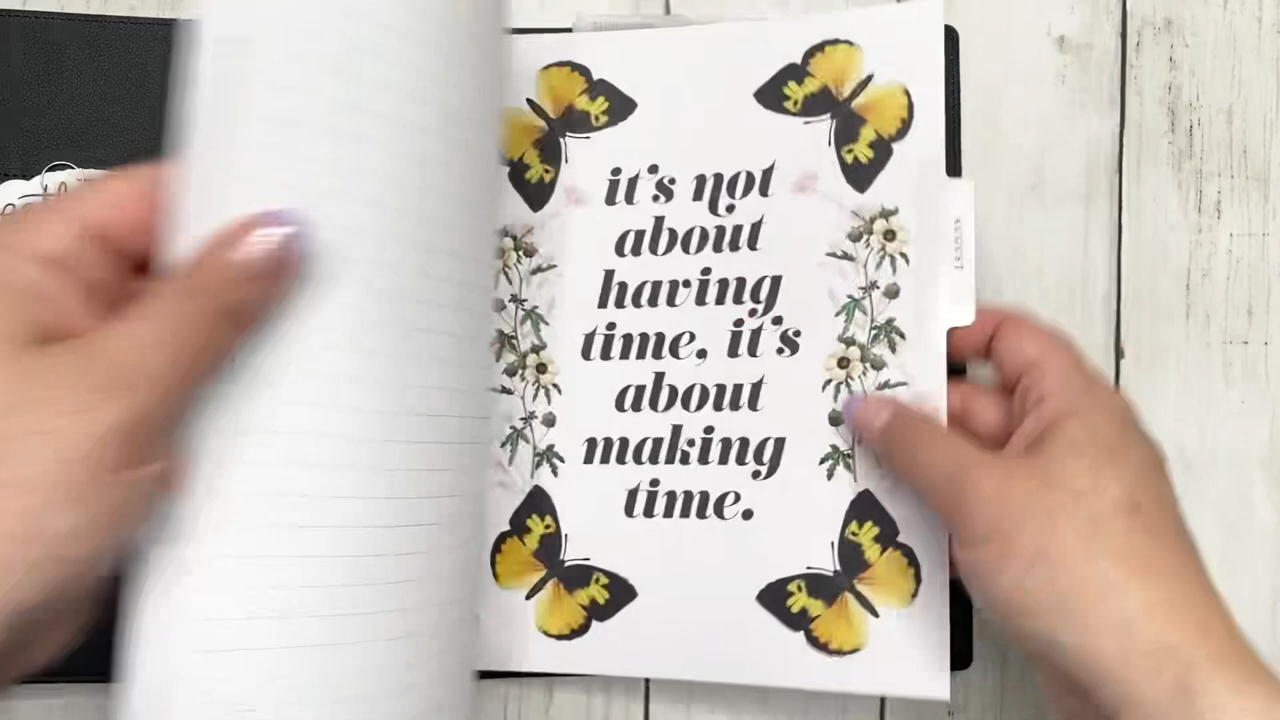 it's not
about
having
time, it's
about
making
time.